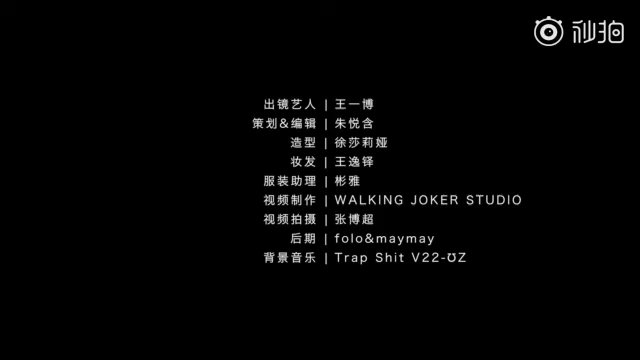 秒拍
出镜艺人 | 王一博
策划&编辑 | 朱悦含
造型 | 徐莎莉娅
妆发 | 王逸铎
服装助理 | 彬雅
视频制作 | WALKING JOKER STUDIO
视频拍摄 | 张博超
后期 | folo&maymay
背景音乐 | Trap Shit V22-ƱZ